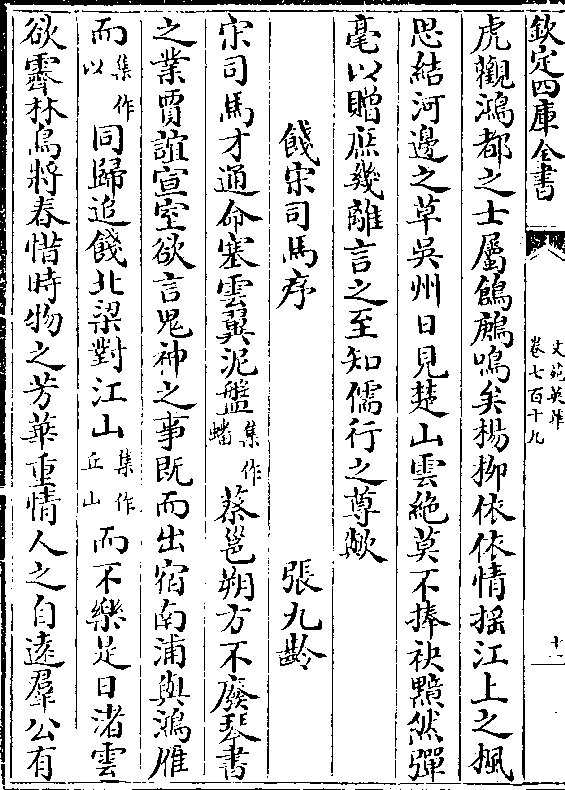 欽定四庫全書
文苑英華
卷七百十九
十一
虎觀鴻都之士屬鶬鶊鳴矣楊柳依依情揺江上之楓
思結河邊之草吳州日見楚山雲絶莫不捧袂黯然彈
毫以贈庶幾離言之至知儒行之尊歟
餞宋司馬序 張九齡
宋司馬才通命塞雲翼泥盤集作蟠蔡邕朔方不廢琴書
之業賈誼宣室欲言鬼神之事既而出宿南浦與鴻雁
而集作以同歸追餞北梁對江山集作丘山而不樂是日渚雲
欲霽林鳥將春惜時物之芳華重情人之自逺羣公有